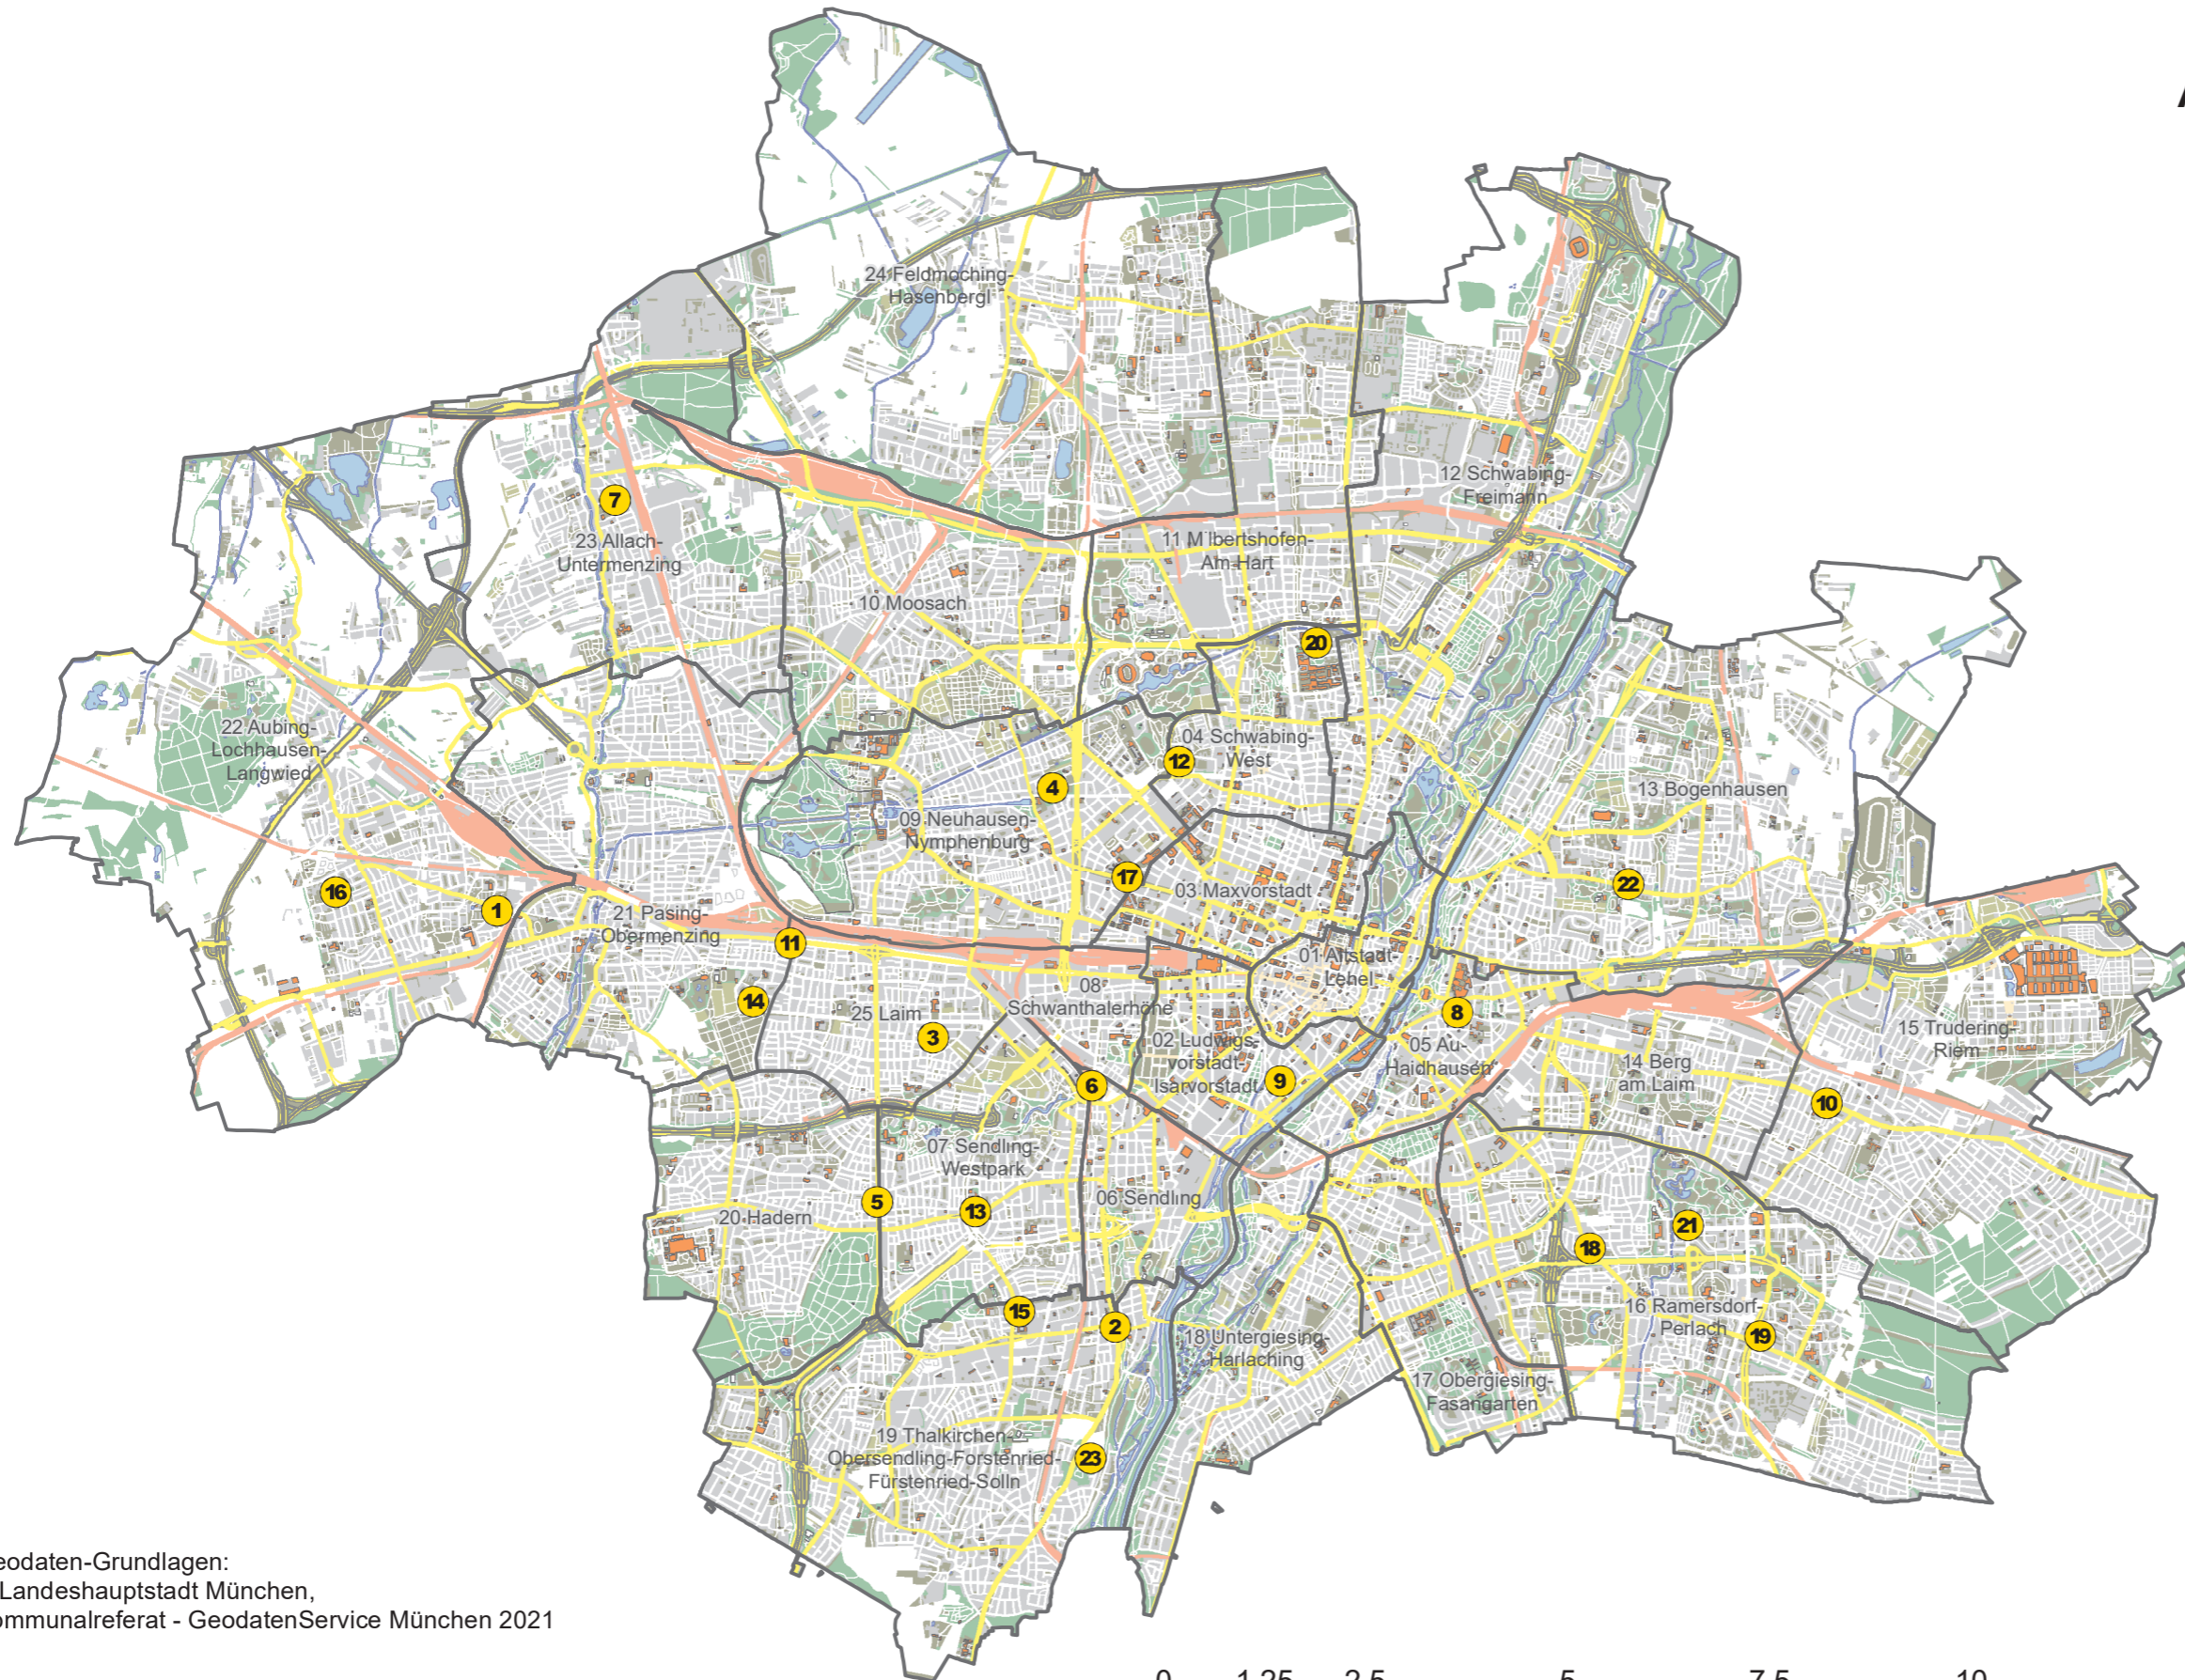 24 Feldmoching-
Hasenbergl
12 Schwabing-
Freimann
7
23 Allach-
Untermenzing
11 Milbertshofen-
Am Hart
10 Moosach
20
22 Aubing-
Lochhausen-
Langwied
04 Schwabing-
West
12
4
13 Bogenhausen
09 Neuhausen-
Nymphenburg
17
03 Maxvorstadt
22
16
1
21 Pasing-
Obermenzing
11
01 Altstadt-
Lehel
14
08
Schwanthalerhöhe
25 Laim
3
8
15 Trudering-
Riem
02 Ludwigs-
vorstadt-
Isarvorstadt
05 Au-
Haidhausen
14 Berg
am Laim
6
9
10
07 Sendling-
Westpark
5
13
06 Sendling
20 Hadern
21
18
15
2
16 Ramersdorf-
Perlach
19
18 Untergiesing-
Harlaching
17 Obergiesing-
Fasangarten
19 Thalkirchen-
Obersendling-Forstenried-
Fürstenried-Solln
23
eodaten-Grundlagen:
Landeshauptstadt München,
ommunalreferat - GeodatenService München 2021
0 1,25 2,5 5 7,5 10